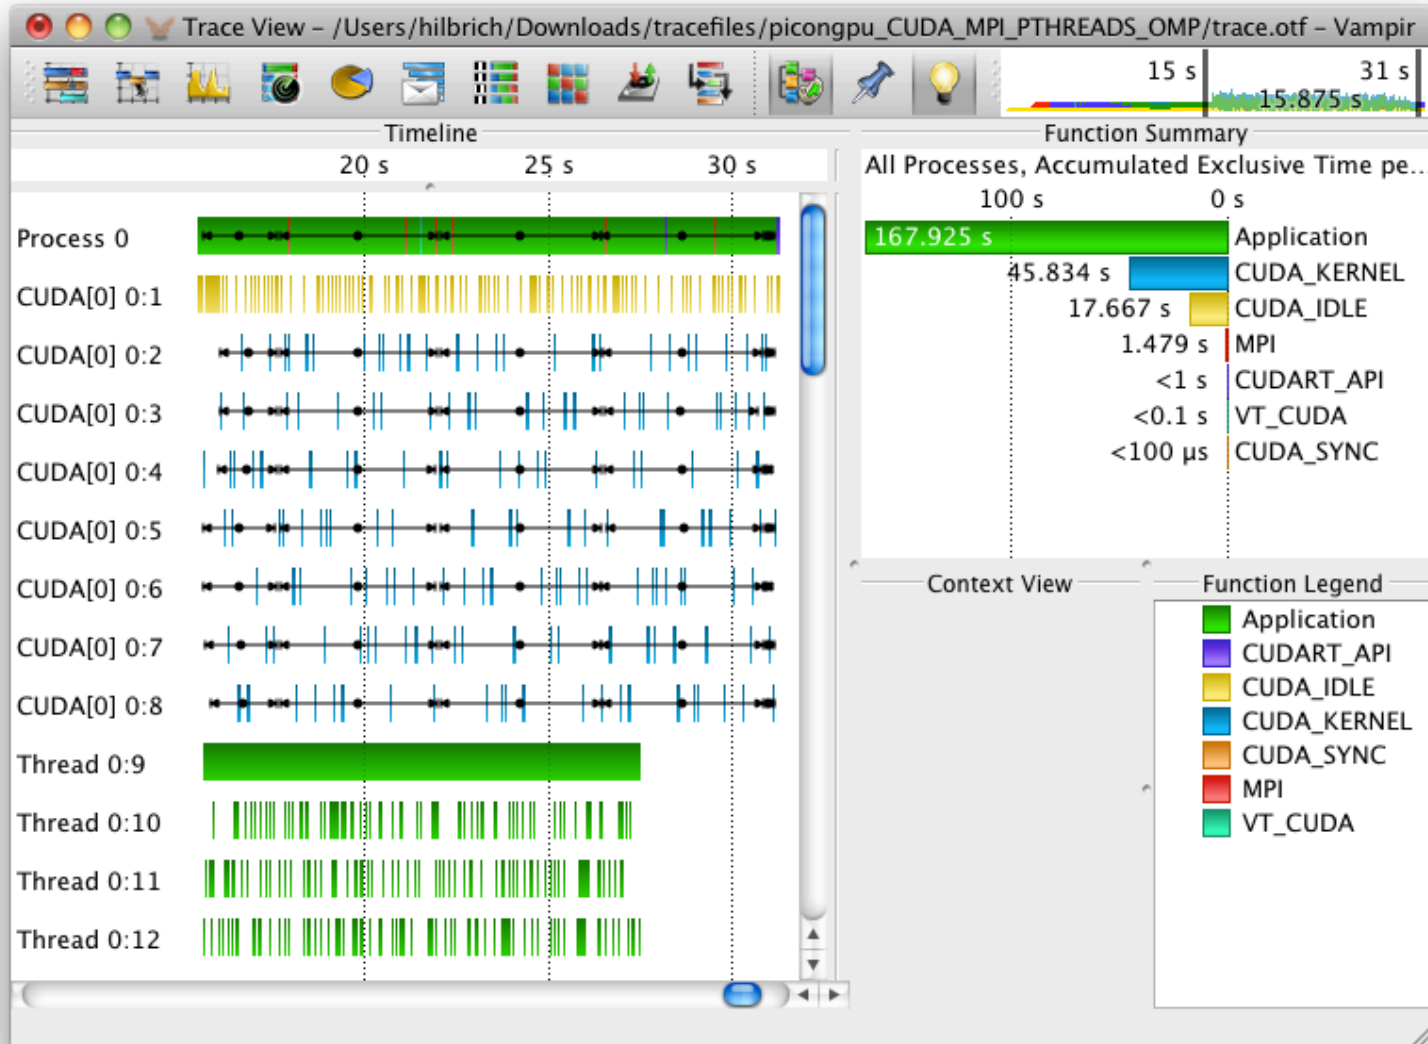 Trace View – /Users/hilbrich/Downloads/tracefiles/picongpu_CUDA_MPI_PTHREADS_OMP/trace.otf – Vampir
15 s
31 s
15.875 s
Timeline
20 s
25 s
30 s
Process 0
CUDA[0] 0:1
CUDA[0] 0:2
CUDA[0] 0:3
CUDA[0] 0:4
CUDA[0] 0:5
CUDA[0] 0:6
CUDA[0] 0:7
CUDA[0] 0:8
Thread 0:9
Thread 0:10
Thread 0:11
Thread 0:12
Function Summary
All Processes, Accumulated Exclusive Time pe...
100 s
0 s
167.925 s Application
45.834 s CUDA_KERNEL
17.667 s CUDA_IDLE
1.479 s MPI
<1 s CUDART_API
<0.1 s VT_CUDA
<100 µs CUDA_SYNC
Context View
Function Legend
Application
CUDART_API
CUDA_IDLE
CUDA_KERNEL
CUDA_SYNC
MPI
VT_CUDA